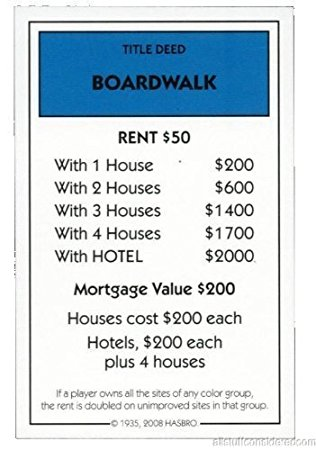 TITLE DEED
BOARDWALK
RENT $50
With 1 House $200
With 2 Houses $600
With 3 Houses $1400
With 4 Houses $1700
With HOTEL $2000
Mortgage Value $200
Houses cost $200 each
Hotels, $200 each
plus 4 houses
If a player owns all the sites of any color group,
the rent is doubled on unimproved sites in that group.
© 1935, 2008 HASBRO.
allstuffconsidered.com